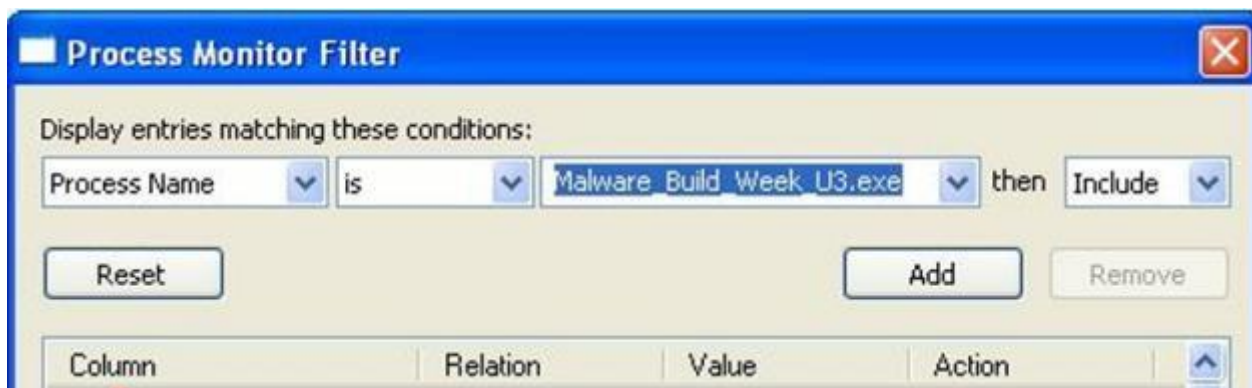 Process Monitor Filter
Display entries matching these conditions:
Process Name is Malware_Build_Week_U3.exe then Include
Reset Add Remove
Column Relation Value Action